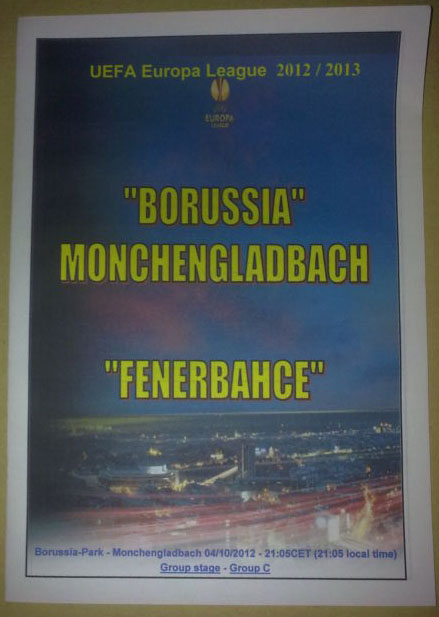 UEFA Europa League 2012 / 2013
EUROPA
LEAGUE
"BORUSSIA"
MONCHENGLADBACH
"FENERBAHCE"
Borussia-Park - Monchengladbach 04/10/2012 - 21:05CET (21:05 local time)
Group stage - Group C